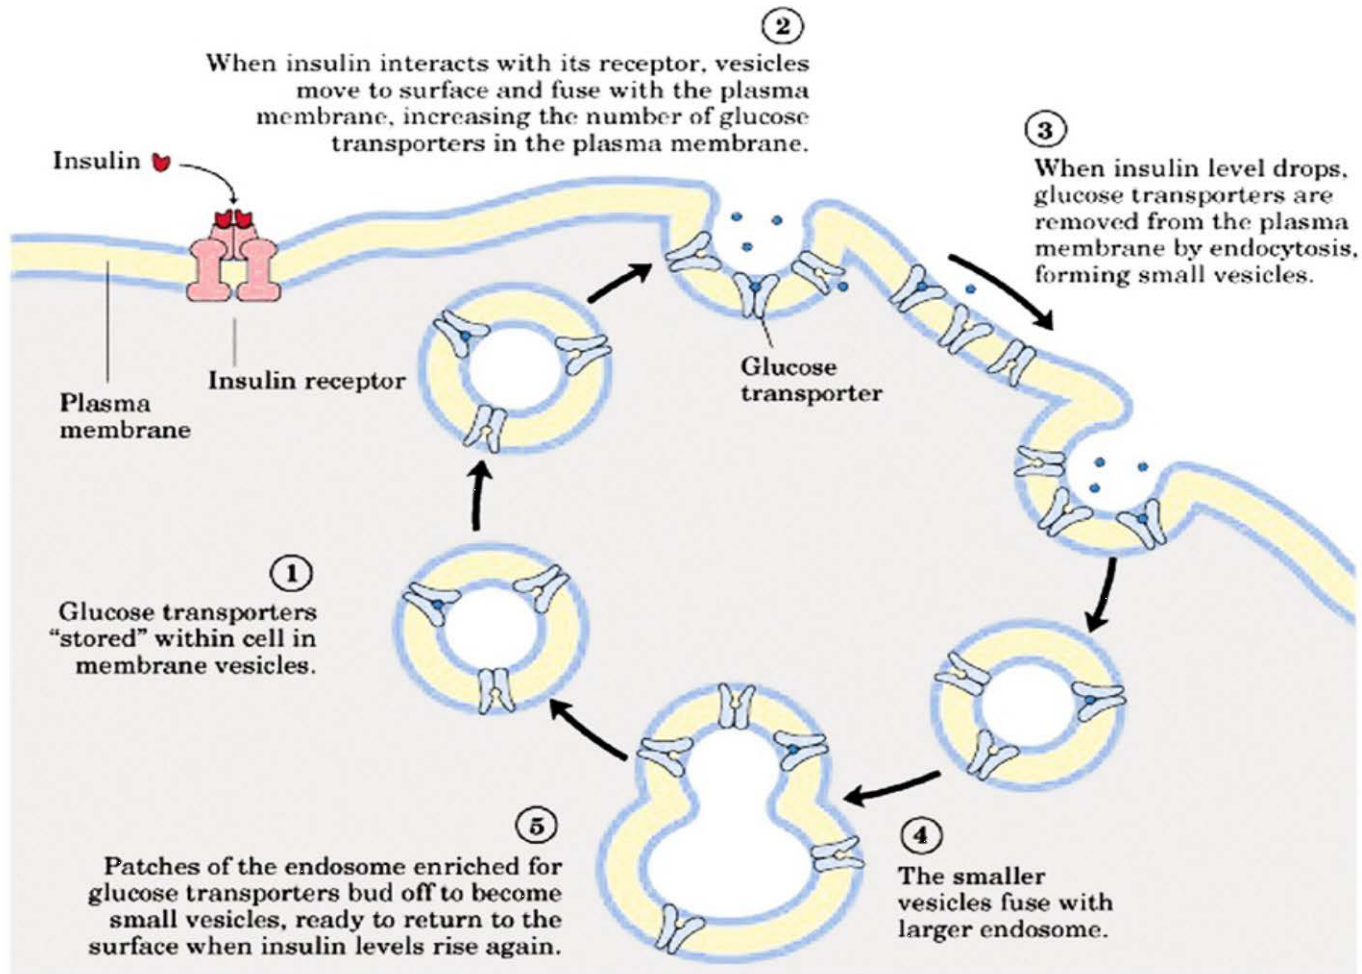 2
When insulin interacts with its receptor, vesicles
move to surface and fuse with the plasma
membrane, increasing the number of glucose
transporters in the plasma membrane.
3
When insulin level drops,
glucose transporters are
removed from the plasma
membrane by endocytosis,
forming small vesicles.
Insulin
Insulin receptor
Plasma
membrane
Glucose
transporter
1
Glucose transporters
“stored” within cell in
membrane vesicles.
5
Patches of the endosome enriched for
glucose transporters bud off to become
small vesicles, ready to return to the
surface when insulin levels rise again.
4
The smaller
vesicles fuse with
larger endosome.